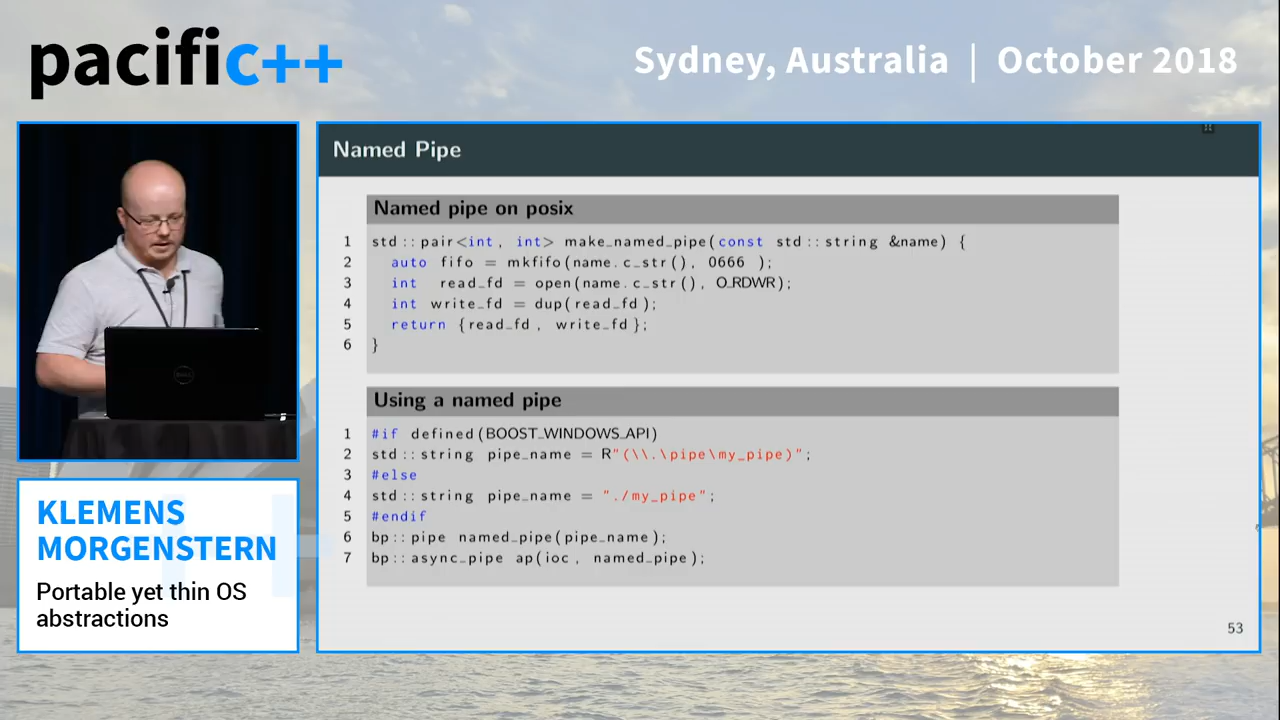 pacific++
Sydney, Australia | October 2018
Named Pipe
Named pipe on posix
1 std::pair<int, int> make_named_pipe(const std::string &name) {
2 auto fifo = mkfifo(name.c_str(), 0666 );
3 int read_fd = open(name.c_str(), O_RDWR);
4 int write_fd = dup(read_fd);
5 return {read_fd, write_fd};
6 }
Using a named pipe
1 #if defined(BOOST_WINDOWS_API)
2 std::string pipe_name = R"(\\.\pipe\my_pipe)";
3 #else
4 std::string pipe_name = "./my_pipe";
5 #endif
6 bp::pipe named_pipe(pipe_name);
7 bp::async_pipe ap(ioc, named_pipe);
53
DELL
KLEMENS
MORGENSTERN
Portable yet thin OS
abstractions